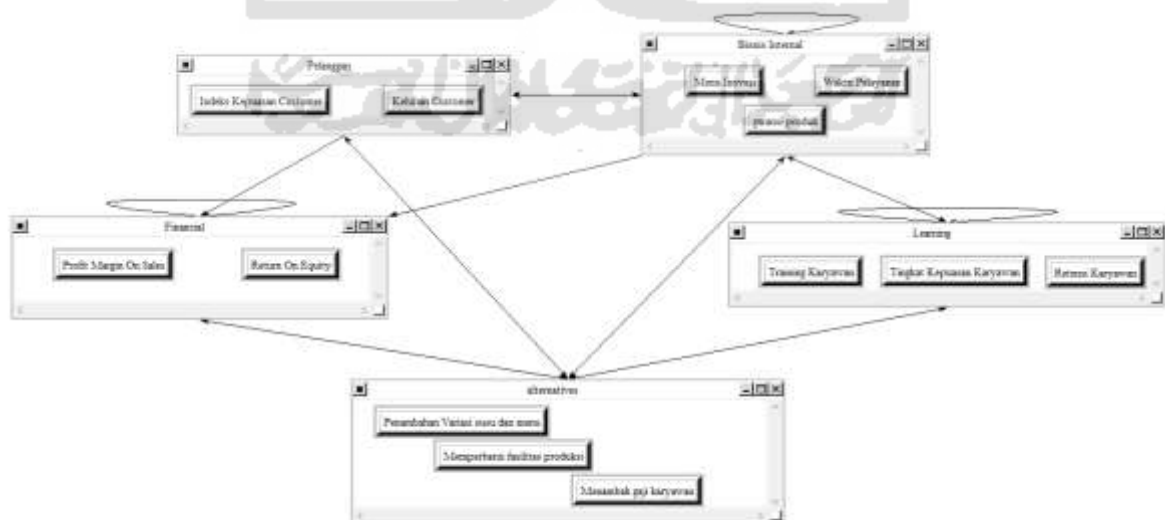 Pelanggan
Indeks Kepuasan Customer
Keluhan Customer
Bisnis Internal
Menu Inovasi
Waktu Pelayanan
proses produk
Financial
Profit Margin On Sales
Return On Equity
Learning
Training Karyawan
Tingkat Kepuasan Karyawan
Retensi Karyawan
alternatives
Penambahan Variasi susu dan menu
Memperbarui fasilitas produksi
Menambah gaji karyawan